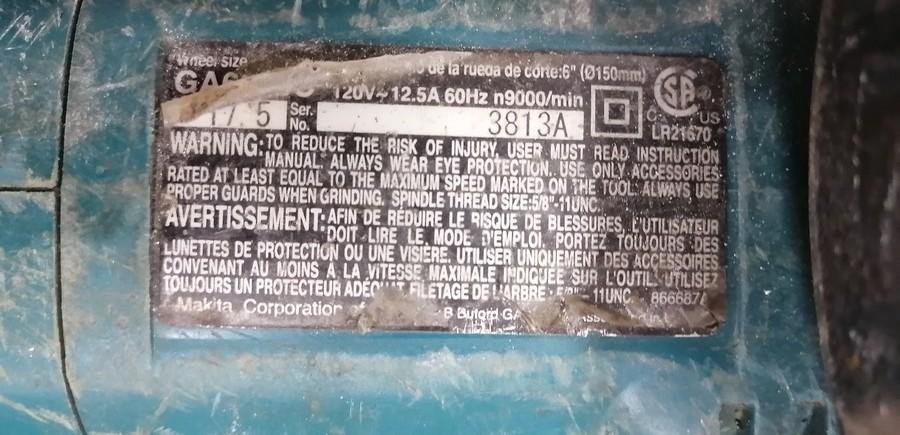 Wheel size de la rueda de corte:6" (Ø150mm)
120V~ 12.5A 60Hz n9000/min
17. 5 Ser. No. 3813A
C US
LR21670
WARNING: TO REDUCE THE RISK OF INJURY, USER MUST READ INSTRUCTION
MANUAL. ALWAYS WEAR EYE PROTECTION. USE ONLY ACCESSORIES
RATED AT LEAST EQUAL TO THE MAXIMUM SPEED MARKED ON THE TOOL. ALWAYS USE
PROPER GUARDS WHEN GRINDING. SPINDLE THREAD SIZE:5/8"-11UNC.
AVERTISSEMENT: AFIN DE RÉDUIRE LE RISQUE DE BLESSURES, L'UTILISATEUR
DOIT LIRE LE MODE D'EMPLOI. PORTEZ TOUJOURS DES
LUNETTES DE PROTECTION OU UNE VISIÈRE. UTILISER UNIQUEMENT DES ACCESSOIRES
CONVENANT AU MOINS À LA VITESSE MAXIMALE INDIQUÉE SUR L'OUTIL. UTILISEZ
TOUJOURS UN PROTECTEUR ADÉQUAT FILETAGE DE L'ARBRE: 5/8"- 11UNC. 866687
Makita Corporation Buford